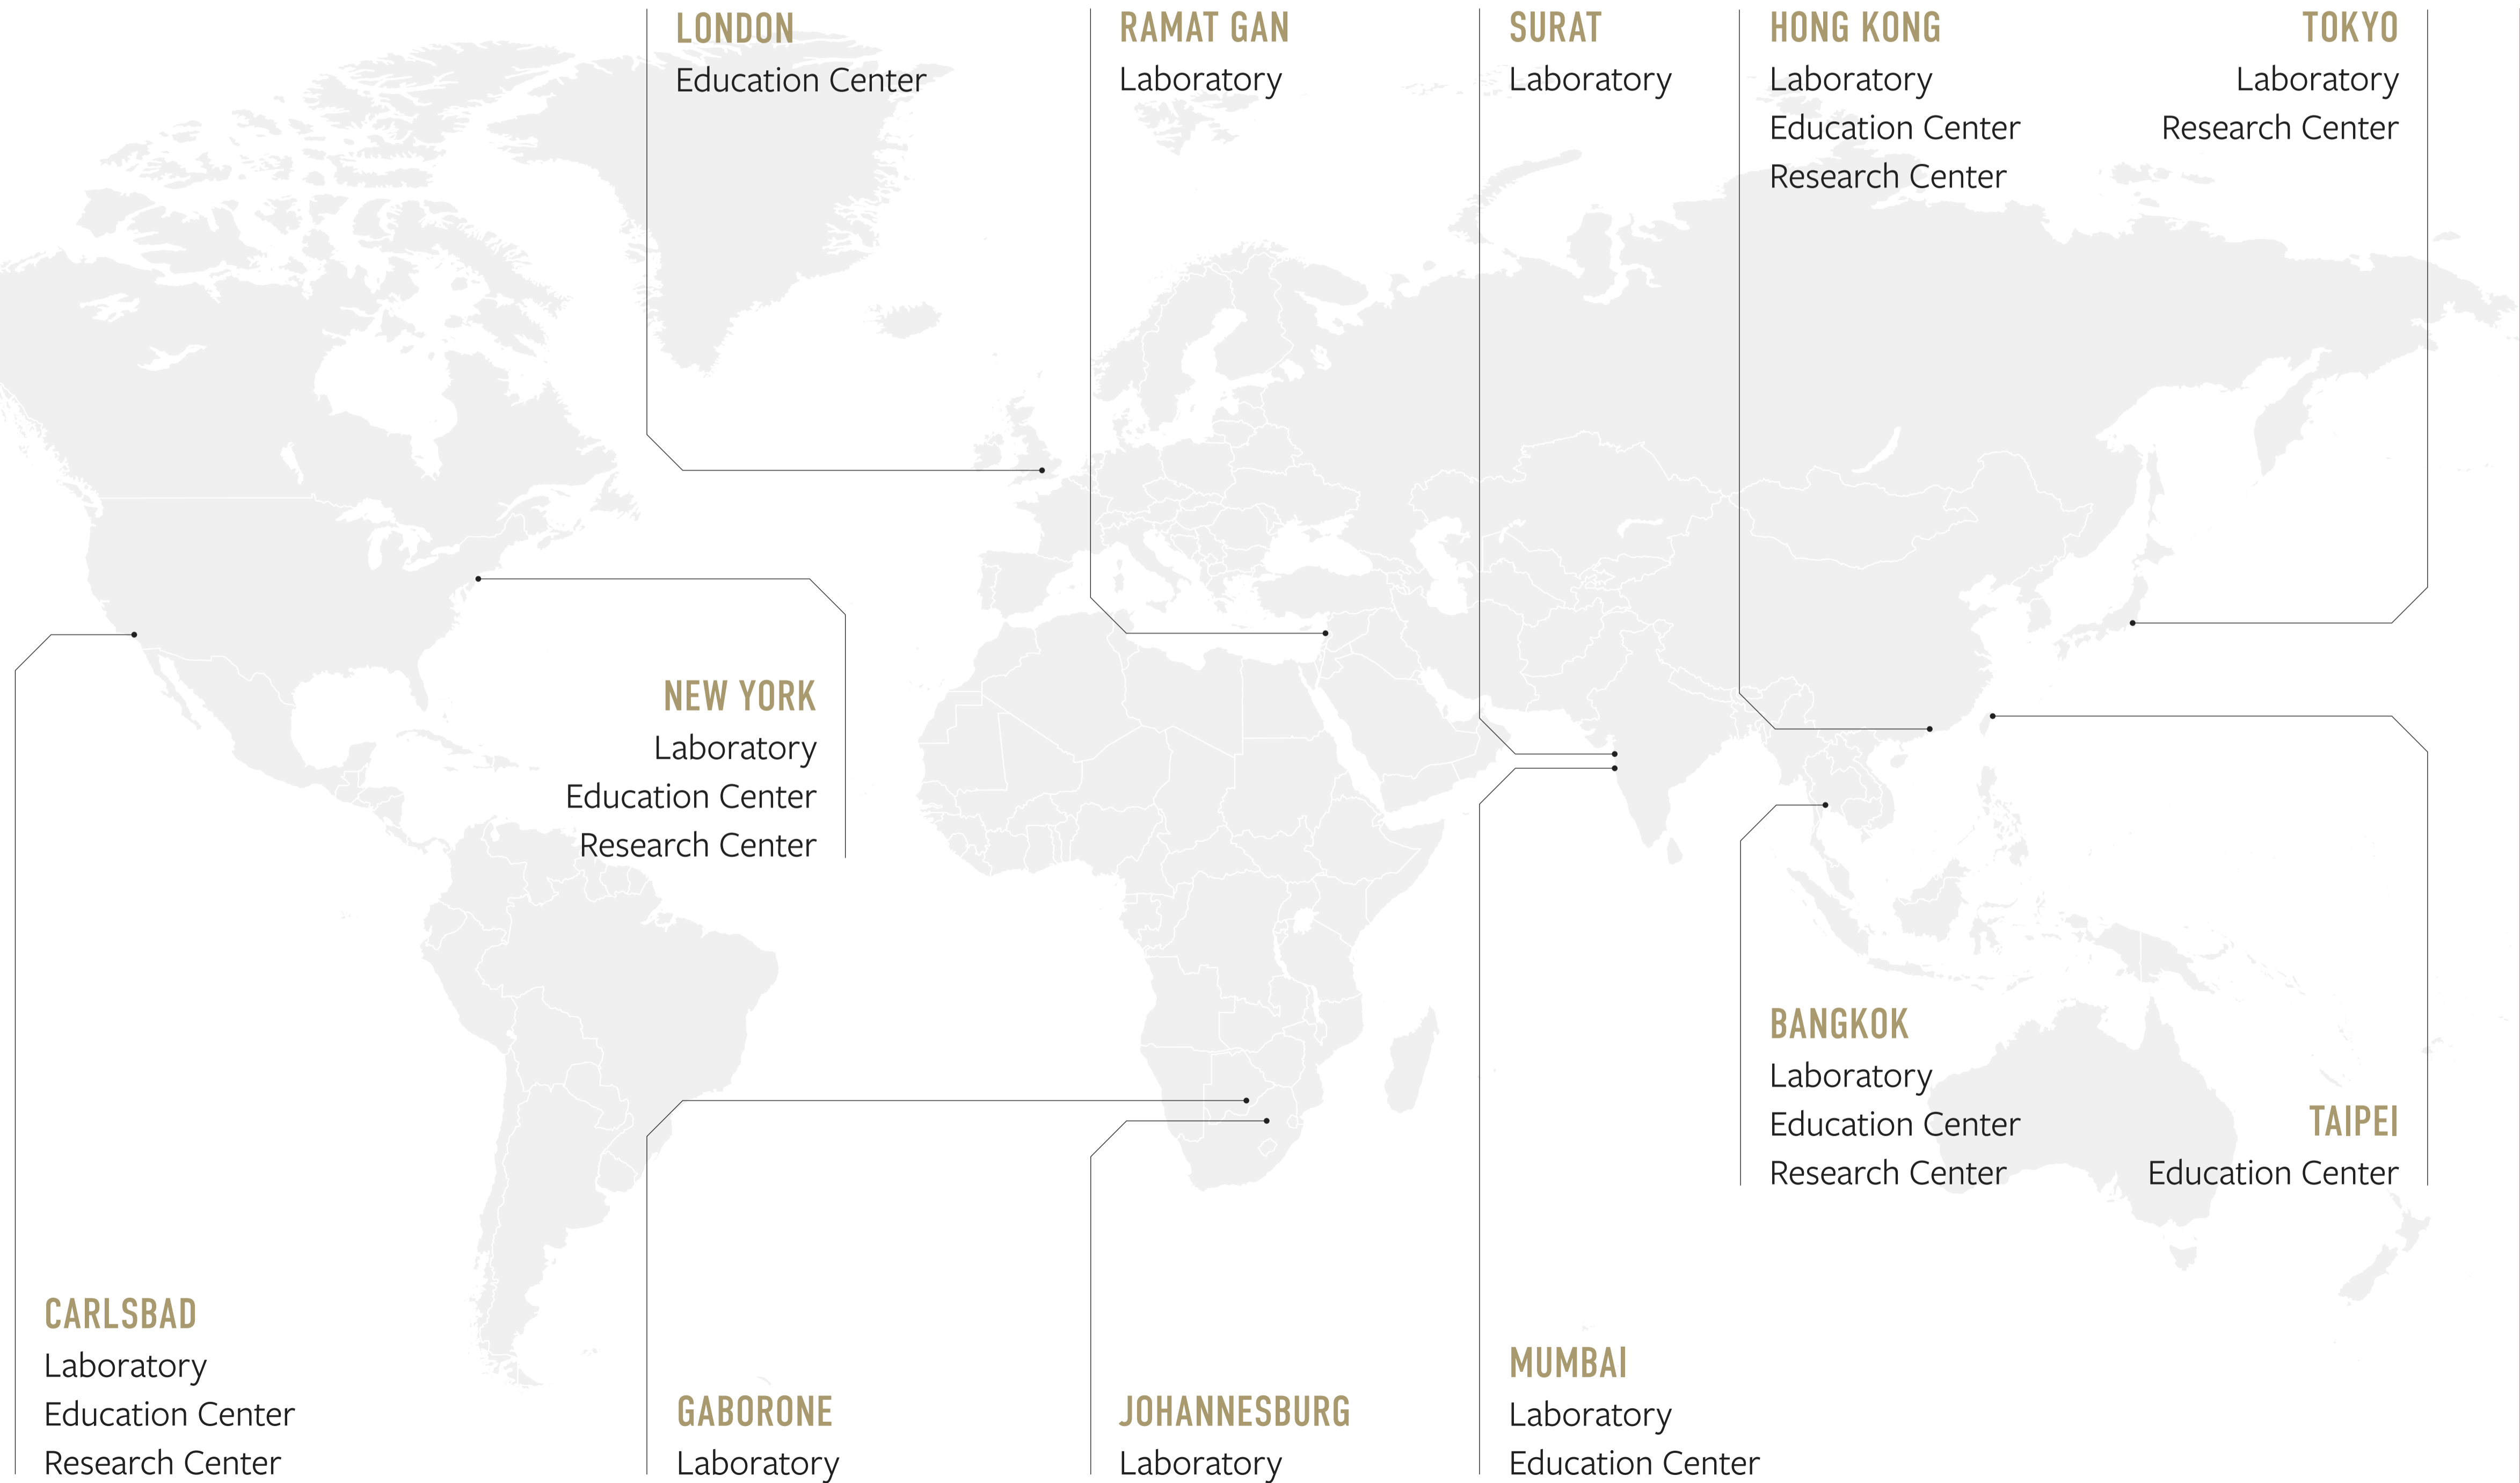 LONDON
Education Center
RAMAT GAN
Laboratory
SURAT
Laboratory
HONG KONG
Laboratory
Education Center
Research Center
TOKYO
Laboratory
Research Center
NEW YORK
Laboratory
Education Center
Research Center
BANGKOK
Laboratory
Education Center
Research Center
TAIPEI
Education Center
CARLSBAD
Laboratory
Education Center
Research Center
GABORONE
Laboratory
JOHANNESBURG
Laboratory
MUMBAI
Laboratory
Education Center